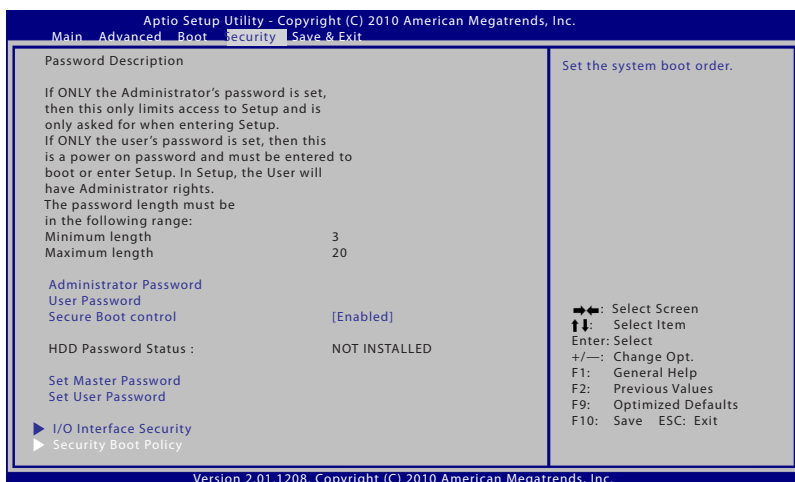 Aptio Setup Utility - Copyright (C) 2010 American Megatrends, Inc.
Main Advanced Boot Security Save & Exit
Password Description
If ONLY the Administrator's password is set,
then this only limits access to Setup and is
only asked for when entering Setup.
If ONLY the user's password is set, then this
is a power on password and must be entered to
boot or enter Setup. In Setup, the User will
have Administrator rights.
The password length must be
in the following range:
Minimum length 3
Maximum length 20
Administrator Password
User Password
Secure Boot control [Enabled]
HDD Password Status : NOT INSTALLED
Set Master Password
Set User Password
I/O Interface Security
Security Boot Policy
Set the system boot order.
→←: Select Screen
↑↓: Select Item
Enter: Select
+/—: Change Opt.
F1: General Help
F2: Previous Values
F9: Optimized Defaults
F10: Save ESC: Exit
Version 2.01.1208. Copyright (C) 2010 American Megatrends, Inc.